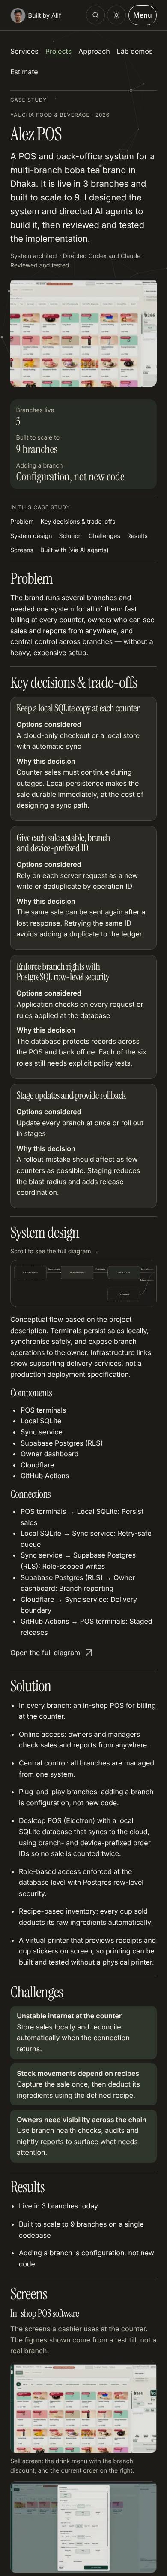 Built by Alif
Menu
Services Projects Approach Lab demos
Estimate
CASE STUDY
YAUCHA FOOD & BEVERAGE · 2026
Alez POS
A POS and back-office system for a
multi-branch boba tea brand in
Dhaka. It is live in 3 branches and
built to scale to 9. I designed the
system and directed AI agents to
build it, then reviewed and tested
the implementation.
System architect · Directed Codex and Claude ·
Reviewed and tested
Branches live
3
Built to scale to
9 branches
Adding a branch
Configuration, not new code
IN THIS CASE STUDY
Problem Key decisions & trade-offs
System design Solution Challenges Results
Screens Built with (via AI agents)
Problem
The brand runs several branches and
needed one system for all of them: fast
billing at every counter, owners who can see
sales and reports from anywhere, and
central control across branches — without a
heavy, expensive setup.
Key decisions & trade-offs
Keep a local SQLite copy at each counter
Options considered
A cloud-only checkout or a local store
with automatic sync
Why this decision
Counter sales must continue during
outages. Local persistence makes the
sale durable immediately, at the cost of
designing a sync path.
Give each sale a stable, branch-
and device-prefixed ID
Options considered
Rely on each server request as a new
write or deduplicate by operation ID
Why this decision
The same sale can be sent again after a
lost response. Retrying the same ID
avoids adding a duplicate to the ledger.
Enforce branch rights with
PostgreSQL row-level security
Options considered
Application checks on every request or
rules applied at the database
Why this decision
The database protects records across
the POS and back office. Each of the six
roles still needs explicit policy tests.
Stage updates and provide rollback
Options considered
Update every branch at once or roll out
in stages
Why this decision
A rollout mistake should affect as few
counters as possible. Staging reduces
the blast radius and adds release
coordination.
System design
Scroll to see the full diagram →
Conceptual flow based on the project
description. Terminals persist sales locally,
synchronise safely, and expose branch
operations to the owner. Infrastructure links
show supporting delivery services, not a
production deployment specification.
Components
• POS terminals
• Local SQLite
• Sync service
• Supabase Postgres (RLS)
• Owner dashboard
• Cloudflare
• GitHub Actions
Connections
• POS terminals → Local SQLite: Persist
sales
• Local SQLite → Sync service: Retry-safe
queue
• Sync service → Supabase Postgres
(RLS): Role-scoped writes
• Supabase Postgres (RLS) → Owner
dashboard: Branch reporting
• Cloudflare → Sync service: Delivery
boundary
• GitHub Actions → POS terminals: Staged
releases
Open the full diagram
Solution
• In every branch: an in-shop POS for billing
at the counter.
• Online access: owners and managers
check sales and reports from anywhere.
• Central control: all branches are managed
from one system.
• Plug-and-play branches: adding a branch
is configuration, not new code.
• Desktop POS (Electron) with a local
SQLite database that syncs to the cloud,
using branch- and device-prefixed order
IDs so no sale is counted twice.
• Role-based access enforced at the
database level with Postgres row-level
security.
• Recipe-based inventory: every cup sold
deducts its raw ingredients automatically.
• A virtual printer that previews receipts and
cup stickers on screen, so printing can be
built and tested without a physical printer.
Challenges
Unstable internet at the counter
Store sales locally and reconcile
automatically when the connection
returns.
Stock movements depend on recipes
Capture the sale once, then deduct its
ingredients using the defined recipe.
Owners need visibility across the chain
Use branch health checks, audits and
nightly reports to surface what needs
attention.
Results
• Live in 3 branches today
• Built to scale to 9 branches on a single
codebase
• Adding a branch is configuration, not new
code
Screens
In-shop POS software
The screens a cashier uses at the counter.
The figures shown come from a test till, not a
real branch.
Sell screen: the drink menu with the branch
discount, and the current order on the right.